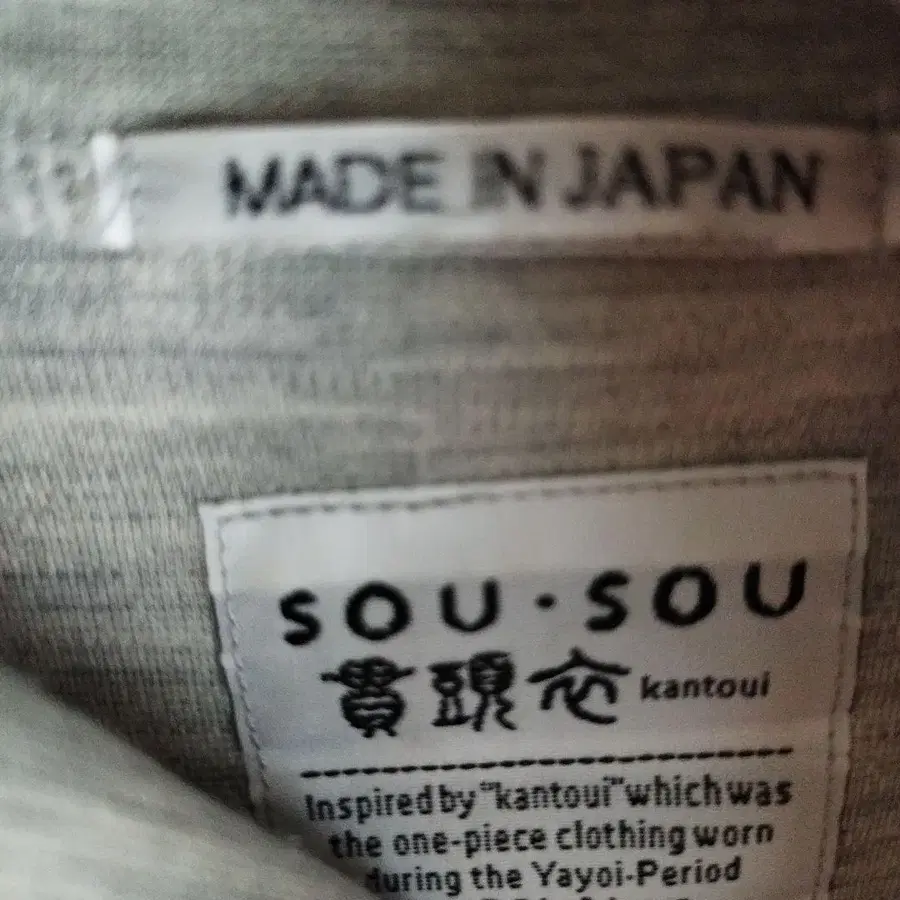 MADE IN JAPAN
SOU・SOU
貫頭衣 kantoui
Inspired by "kantoui" which was
the one-piece clothing worn
during the Yayoi-Period